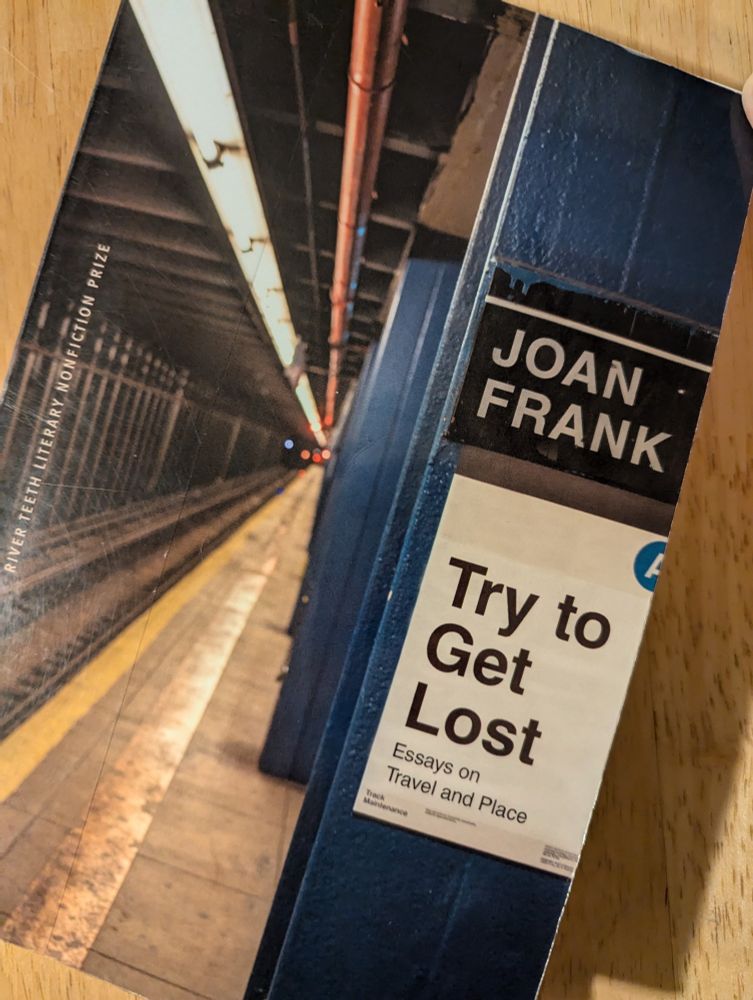 RIVER TEETH LITERARY NONFICTION PRIZE
JOAN
FRANK
A
Try to
Get
Lost
Essays on
Travel and Place
Track
Maintenance